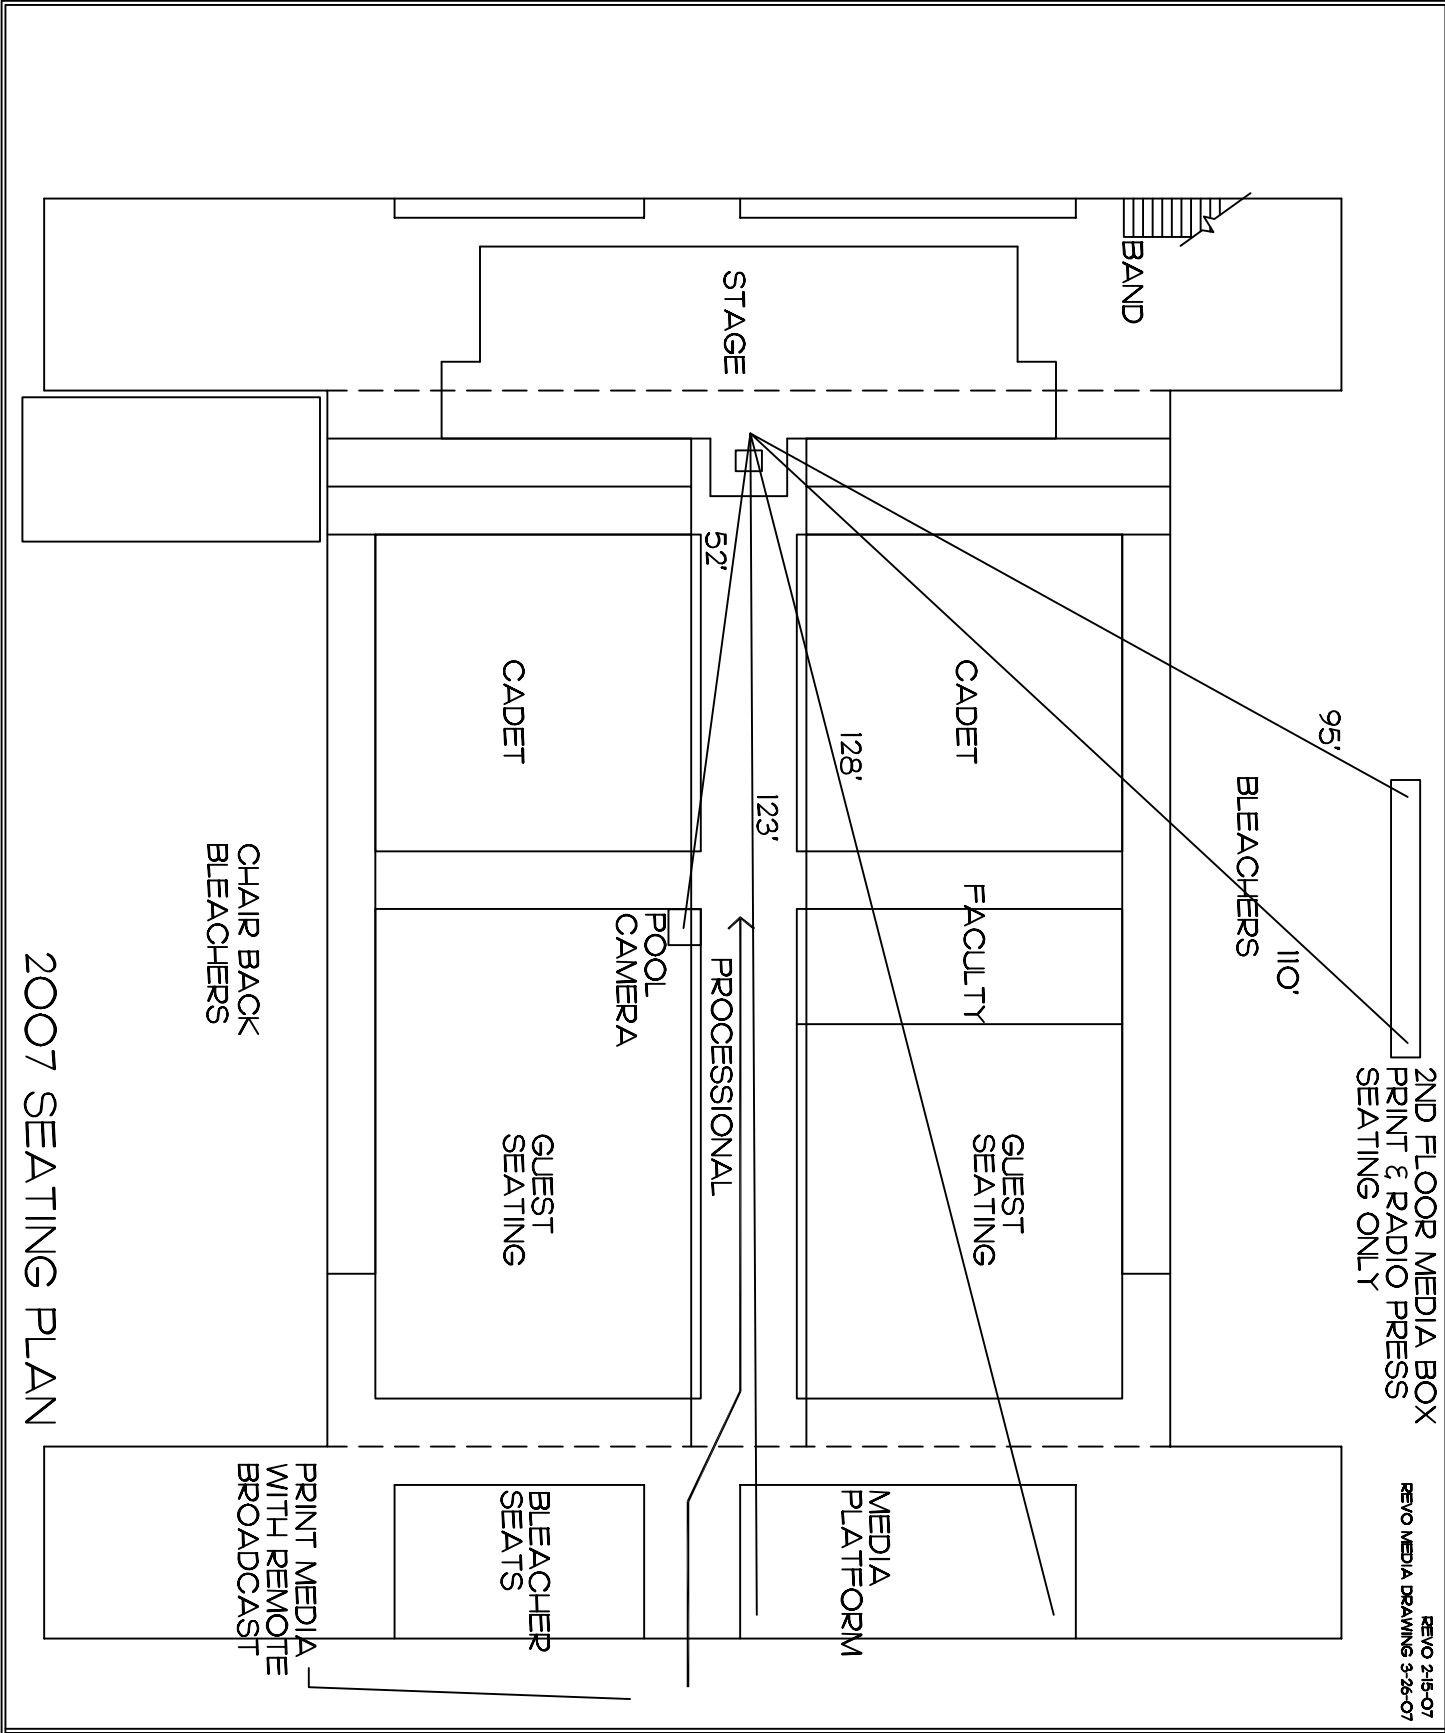 REVO 2-15-07
REVO MEDIA DRAWING 3-26-07
2ND FLOOR MEDIA BOX
PRINT & RADIO PRESS
SEATING ONLY
95'
110'
BLEACHERS
BAND
CADET
FACULTY
GUEST
SEATING
MEDIA
PLATFORM
128'
123'
STAGE
52'
PROCESSIONAL
POOL
CAMERA
CADET
GUEST
SEATING
BLEACHER
SEATS
PRINT MEDIA
WITH REMOTE
BROADCAST
CHAIR BACK
BLEACHERS
2007 SEATING PLAN